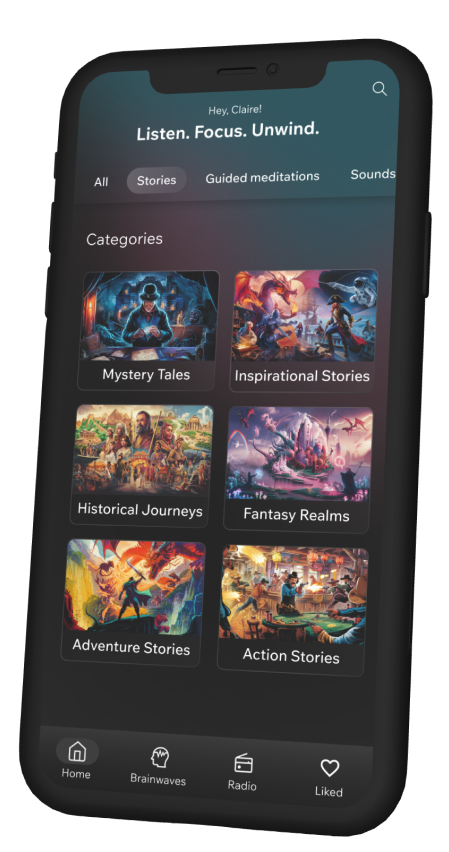 Hey, Claire!
Listen. Focus. Unwind.
All Stories Guided meditations Sounds
Categories
Mystery Tales Inspirational Stories
Historical Journeys Fantasy Realms
Adventure Stories Action Stories
Home Brainwaves Radio Liked